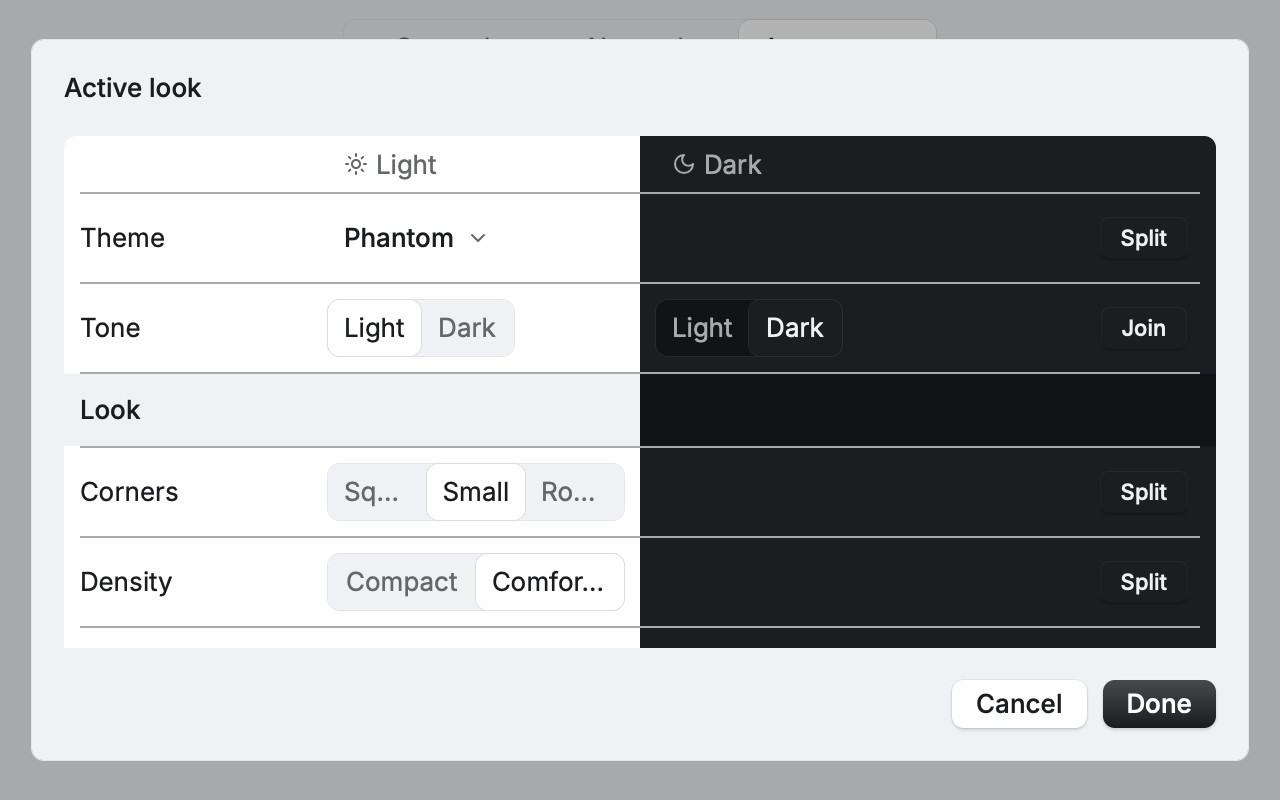 Active look
Light Dark
Theme Phantom Split
Tone Light Dark Light Dark Join
Look
Corners Sq... Small Ro... Split
Density Compact Comfor... Split
Cancel Done